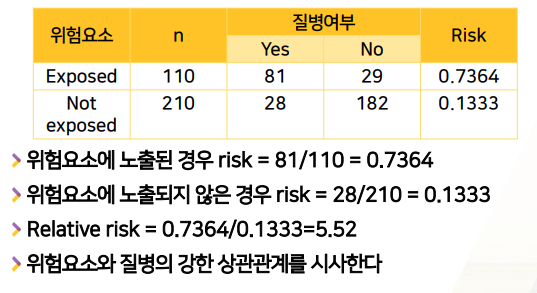 위험요소 n 질병여부 Risk
Yes No
Exposed 110 81 29 0.7364
Not exposed 210 28 182 0.1333
위험요소에 노출된 경우 risk = 81/110 = 0.7364
위험요소에 노출되지 않은 경우 risk = 28/210 = 0.1333
Relative risk = 0.7364/0.1333=5.52
위험요소와 질병의 강한 상관관계를 시사한다